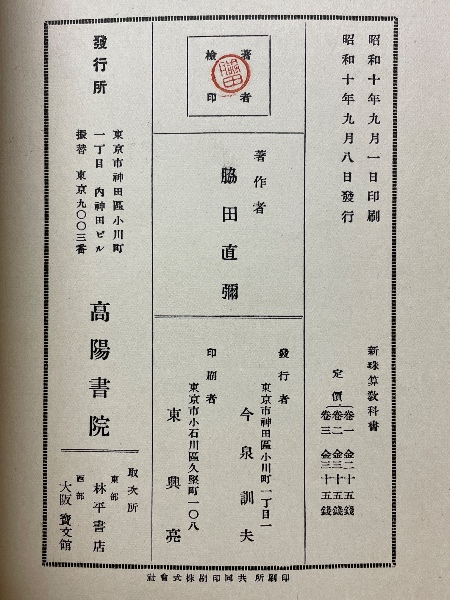 昭和十年九月一日印刷
昭和十年九月八日發行
新珠算教科書
定價
卷一 金二十五錢
卷二 金三十五錢
卷三 金三十五錢
著者
檢印
著作者
脇田直彌
發行者
東京市神田區小川町一丁目一
今泉訓夫
印刷者
東京市小石川區久堅町一〇八
東興亮
發行所
東京市神田區小川町
一丁目 內神田ビル
振替 東京九〇〇三番
高陽書院
取次所
東部
林平書店
西部
大阪 寶文館
印刷所 共同印刷株式會社